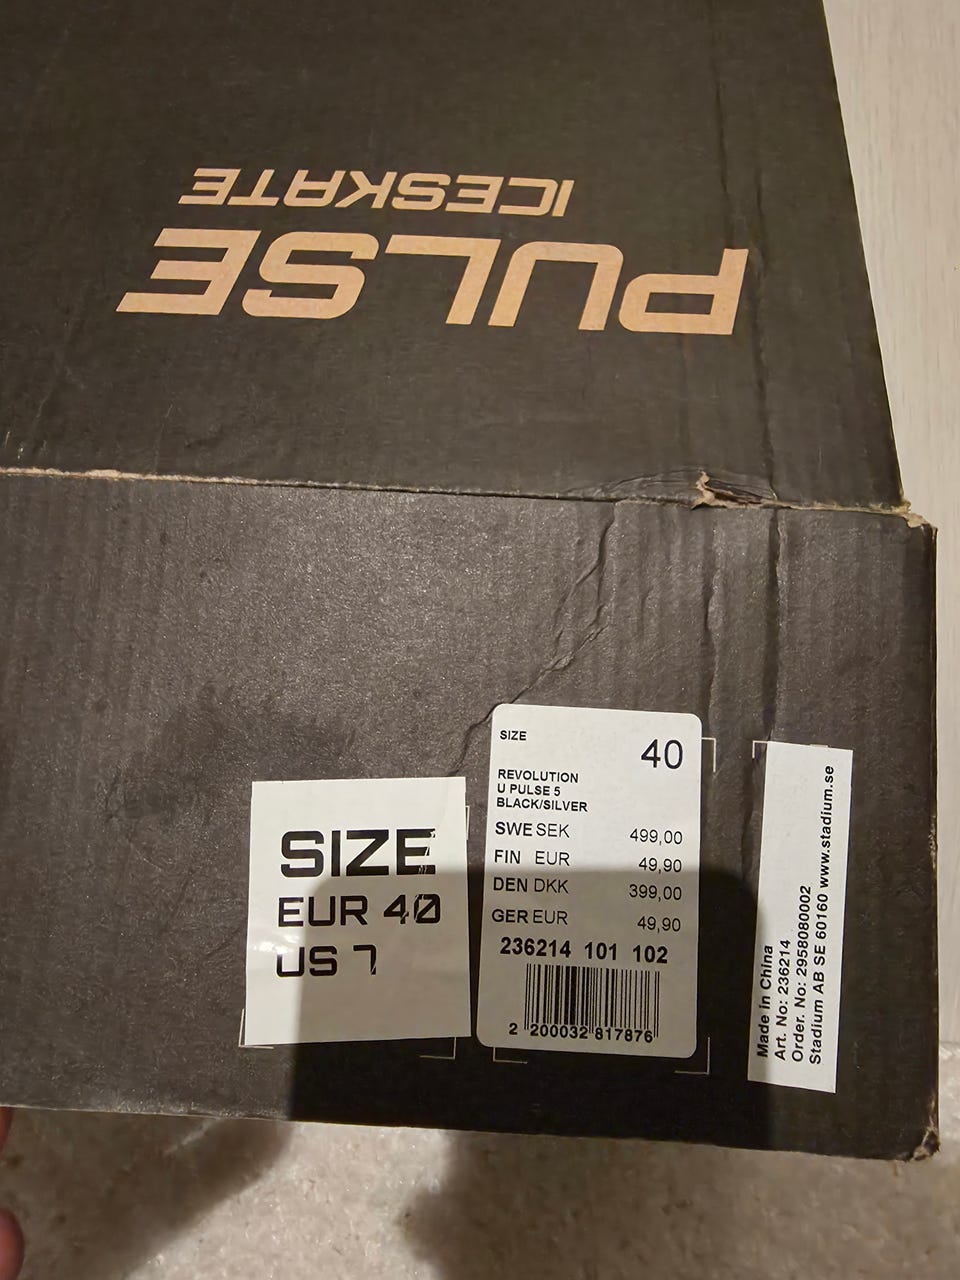 PULSE
ICESKATE
SIZE
EUR 40
US 7
SIZE
40
REVOLUTION
U PULSE 5
BLACK/SILVER
SWE SEK 499,00
FIN EUR 49,90
DEN DKK 399,00
GER EUR 49,90
236214 101 102
2 200032 817876
Made in China
Art. No: 236214
Order. No: 2958080002
Stadium AB SE 60160 www.stadium.se